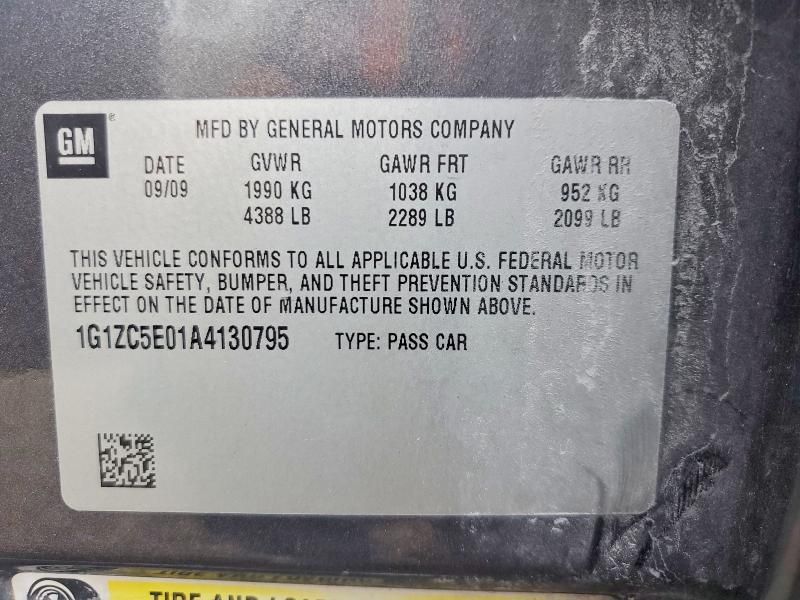 GM
MFD BY GENERAL MOTORS COMPANY
DATE GVWR GAWR FRT GAWR RR
09/09 1990 KG 1038 KG 952 KG
4388 LB 2289 LB 2099 LB
THIS VEHICLE CONFORMS TO ALL APPLICABLE U.S. FEDERAL MOTOR
VEHICLE SAFETY, BUMPER, AND THEFT PREVENTION STANDARDS IN
EFFECT ON THE DATE OF MANUFACTURE SHOWN ABOVE.
1G1ZC5E01A4130795 TYPE: PASS CAR
TIRE AND